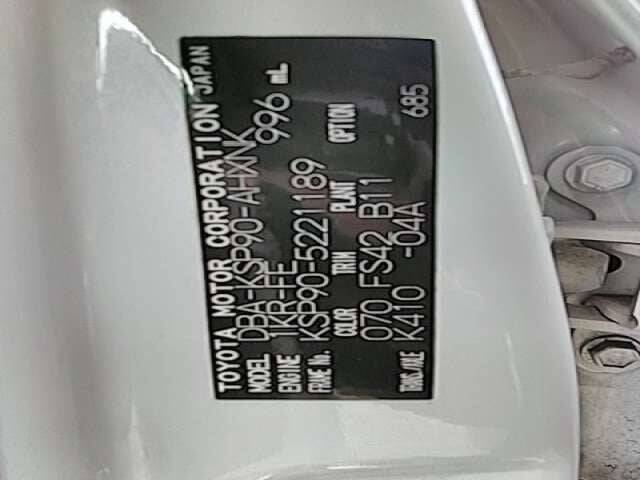 TOYOTA MOTOR CORPORATION JAPAN
MODEL DBA-KSP90-AHXNK
ENGINE 1KR-FE 996 mL
FRAME No. KSP90-5221189
COLOR TRIM PLANT OPTION
070 FS42 B11 685
TRANS/AXLE K410 -04A